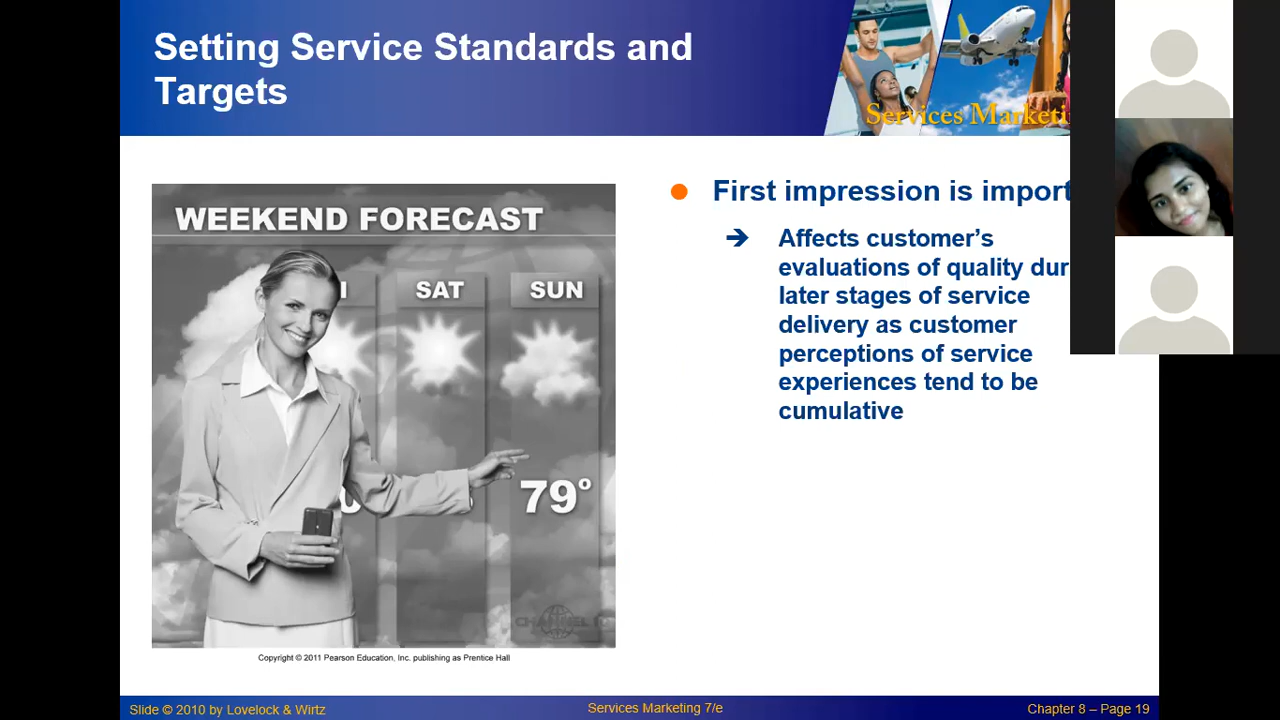 Setting Service Standards and
Targets
Services Marketi
First impression is import
➔ Affects customer’s
evaluations of quality dur
later stages of service
delivery as customer
perceptions of service
experiences tend to be
cumulative
WEEKEND FORECAST
SAT
SUN
79°
Copyright © 2011 Pearson Education, Inc. publishing as Prentice Hall
Slide © 2010 by Lovelock & Wirtz
Services Marketing 7/e
Chapter 8 – Page 19